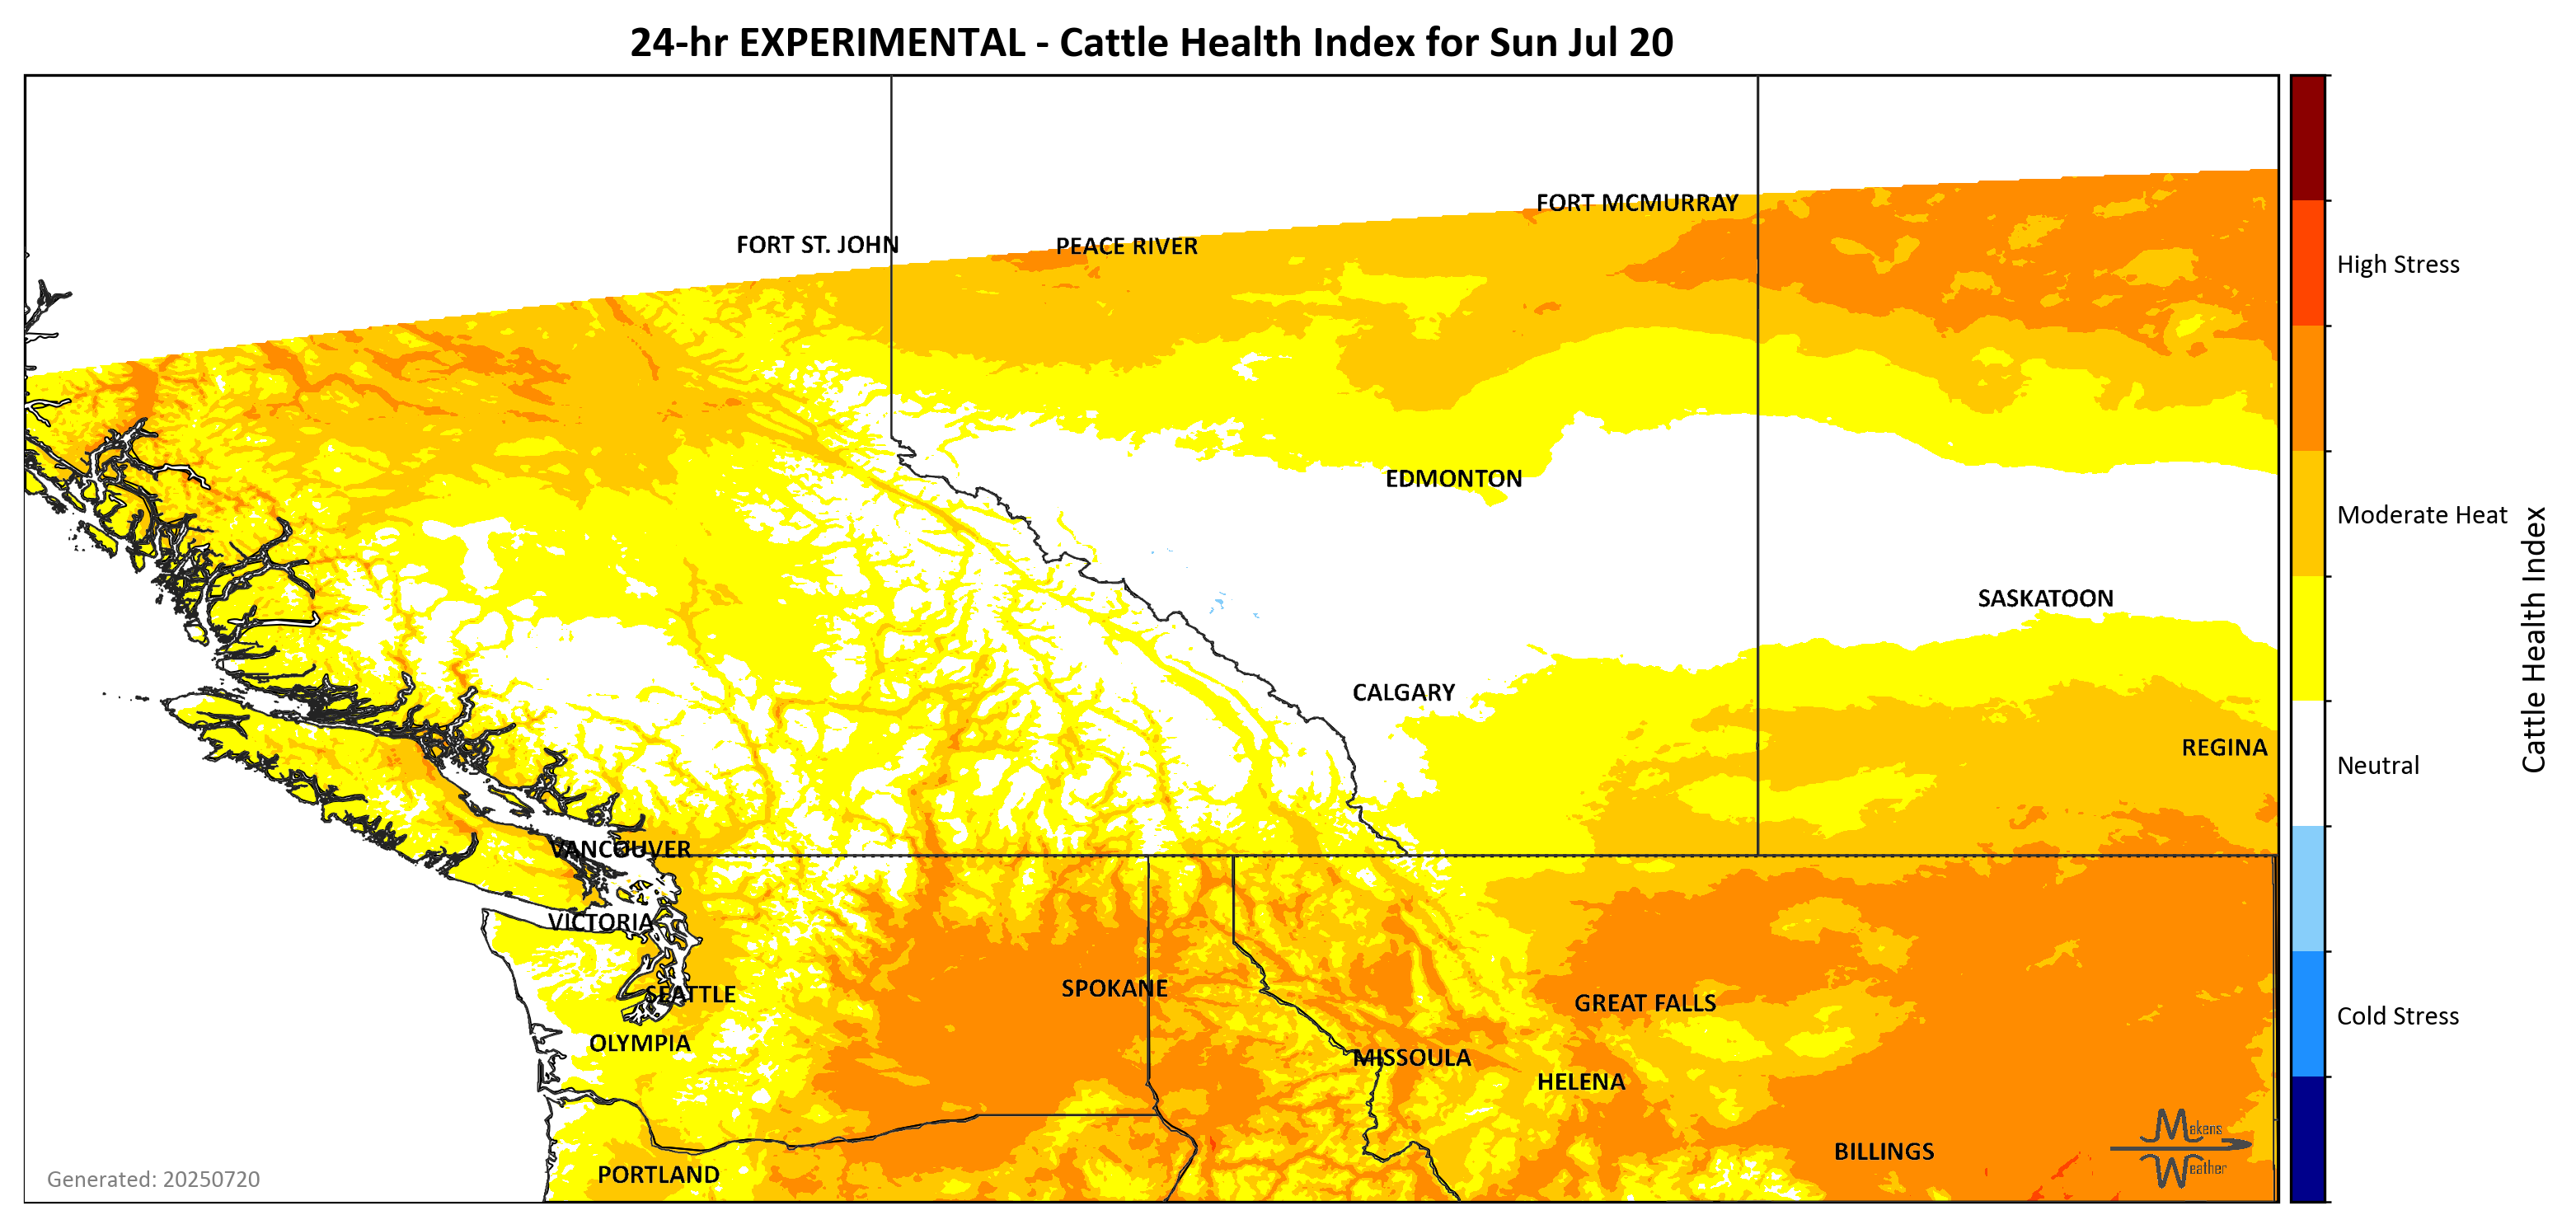 24-hr EXPERIMENTAL - Cattle Health Index for Sun Jul 20
FORT MCMURRAY
FORT ST. JOHN
PEACE RIVER
High Stress
EDMONTON
Moderate Heat
SASKATOON
Cattle Health Index
CALGARY
REGINA
Neutral
VANCOUVER
VICTORIA
SPOKANE
SEATTLE
GREAT FALLS
Cold Stress
OLYMPIA
MISSOULA
HELENA
Makens
Weather
BILLINGS
PORTLAND
Generated: 20250720